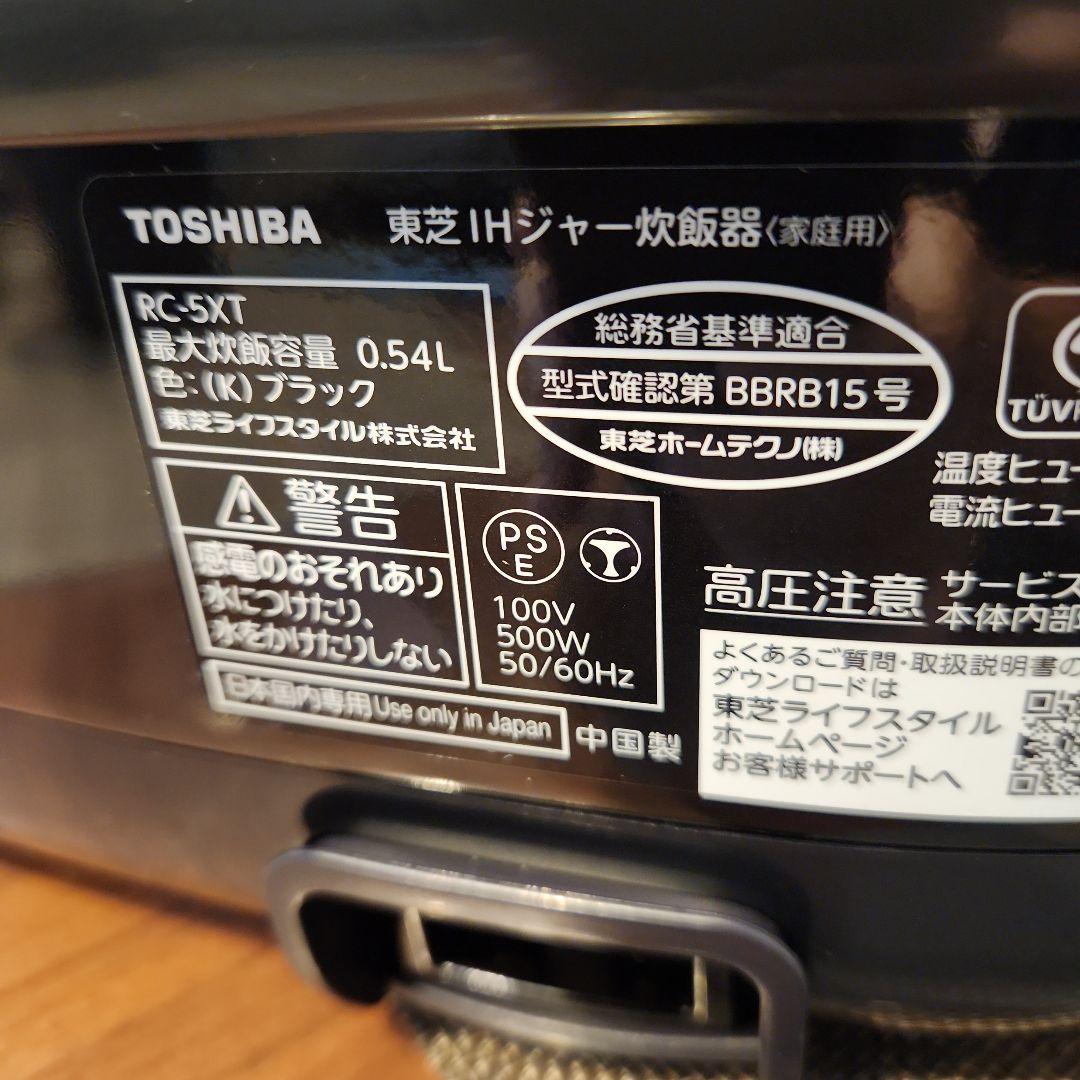 TOSHIBA 東芝IHジャー炊飯器〈家庭用〉
RC-5XT
最大炊飯容量 0.54L
色:(K)ブラック
東芝ライフスタイル株式会社
総務省基準適合
型式確認第 BBRB15号
東芝ホームテクノ(株)
TÜV
温度ヒュー
電流ヒュー
警告
感電のおそれあり
水につけたり、
水をかけたりしない
PS
E
100V
500W
50/60Hz
高圧注意 サービス
本体内部
日本国内専用 Use only in Japan
中国製
よくあるご質問・取扱説明書の
ダウンロードは
東芝ライフスタイル
ホームページ
お客様サポートへ